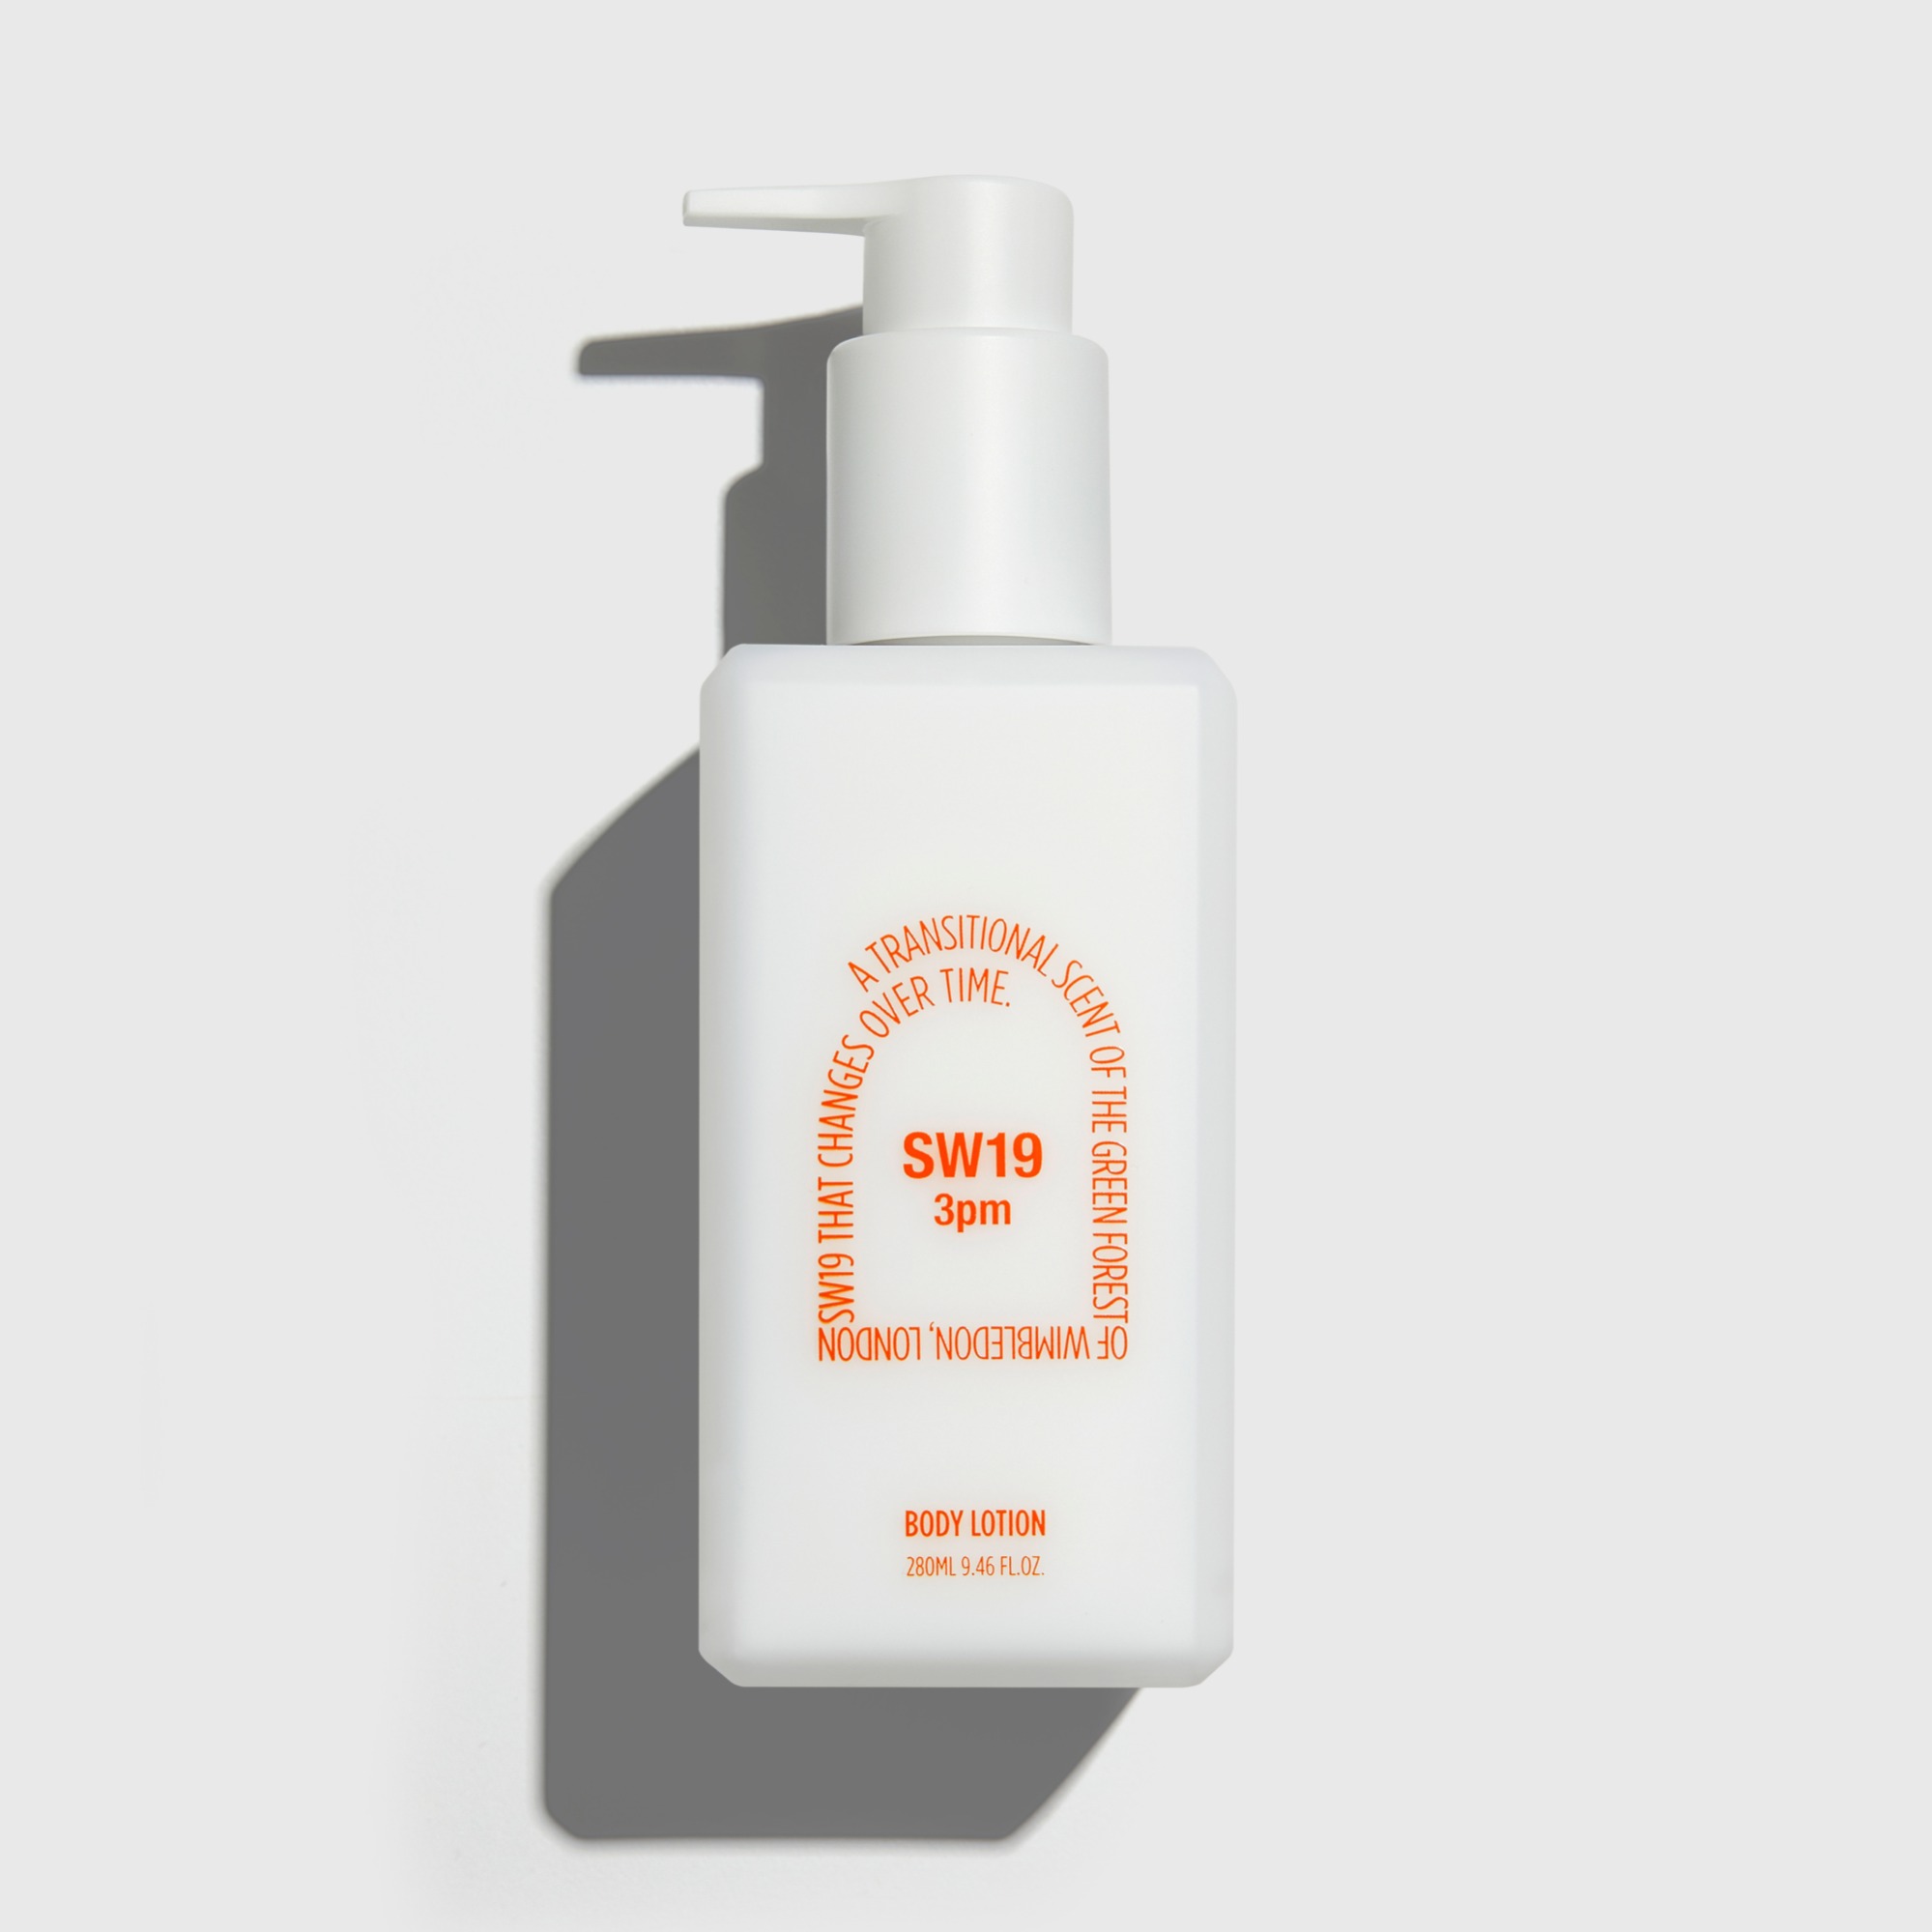 A TRANSITIONAL SCENT OF THE GREEN FOREST
OF WIMBLEDON, LONDON
SW19 THAT CHANGES OVER TIME.
SW19
3pm
BODY LOTION
280ML 9.46 FL.OZ.